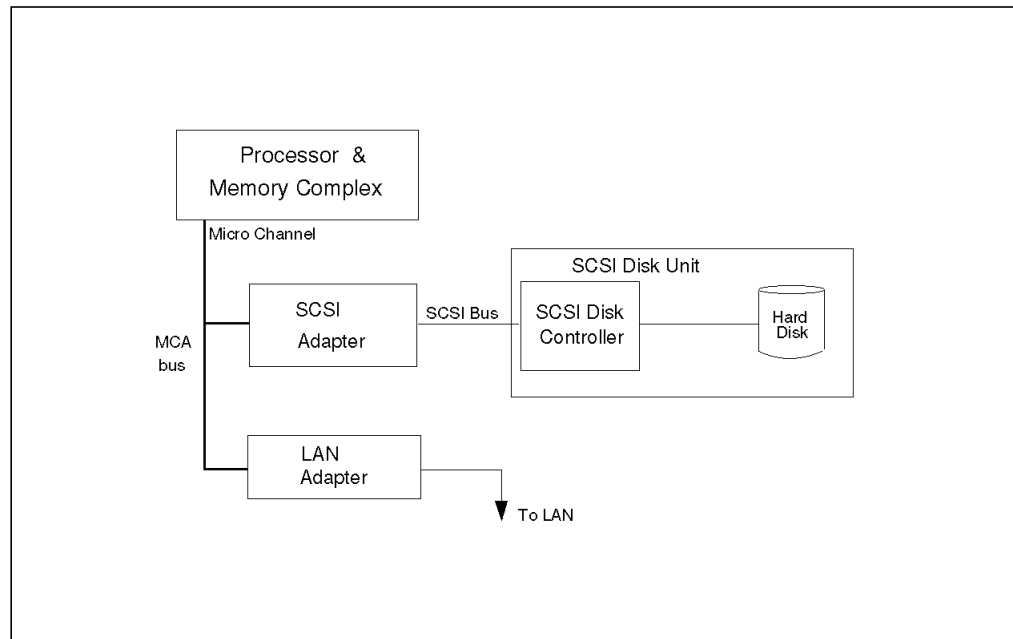 Processor &
Memory Complex
Micro Channel
SCSI Disk Unit
SCSI
Adapter
SCSI Bus
SCSI Disk
Controller
Hard
Disk
MCA
bus
LAN
Adapter
To LAN